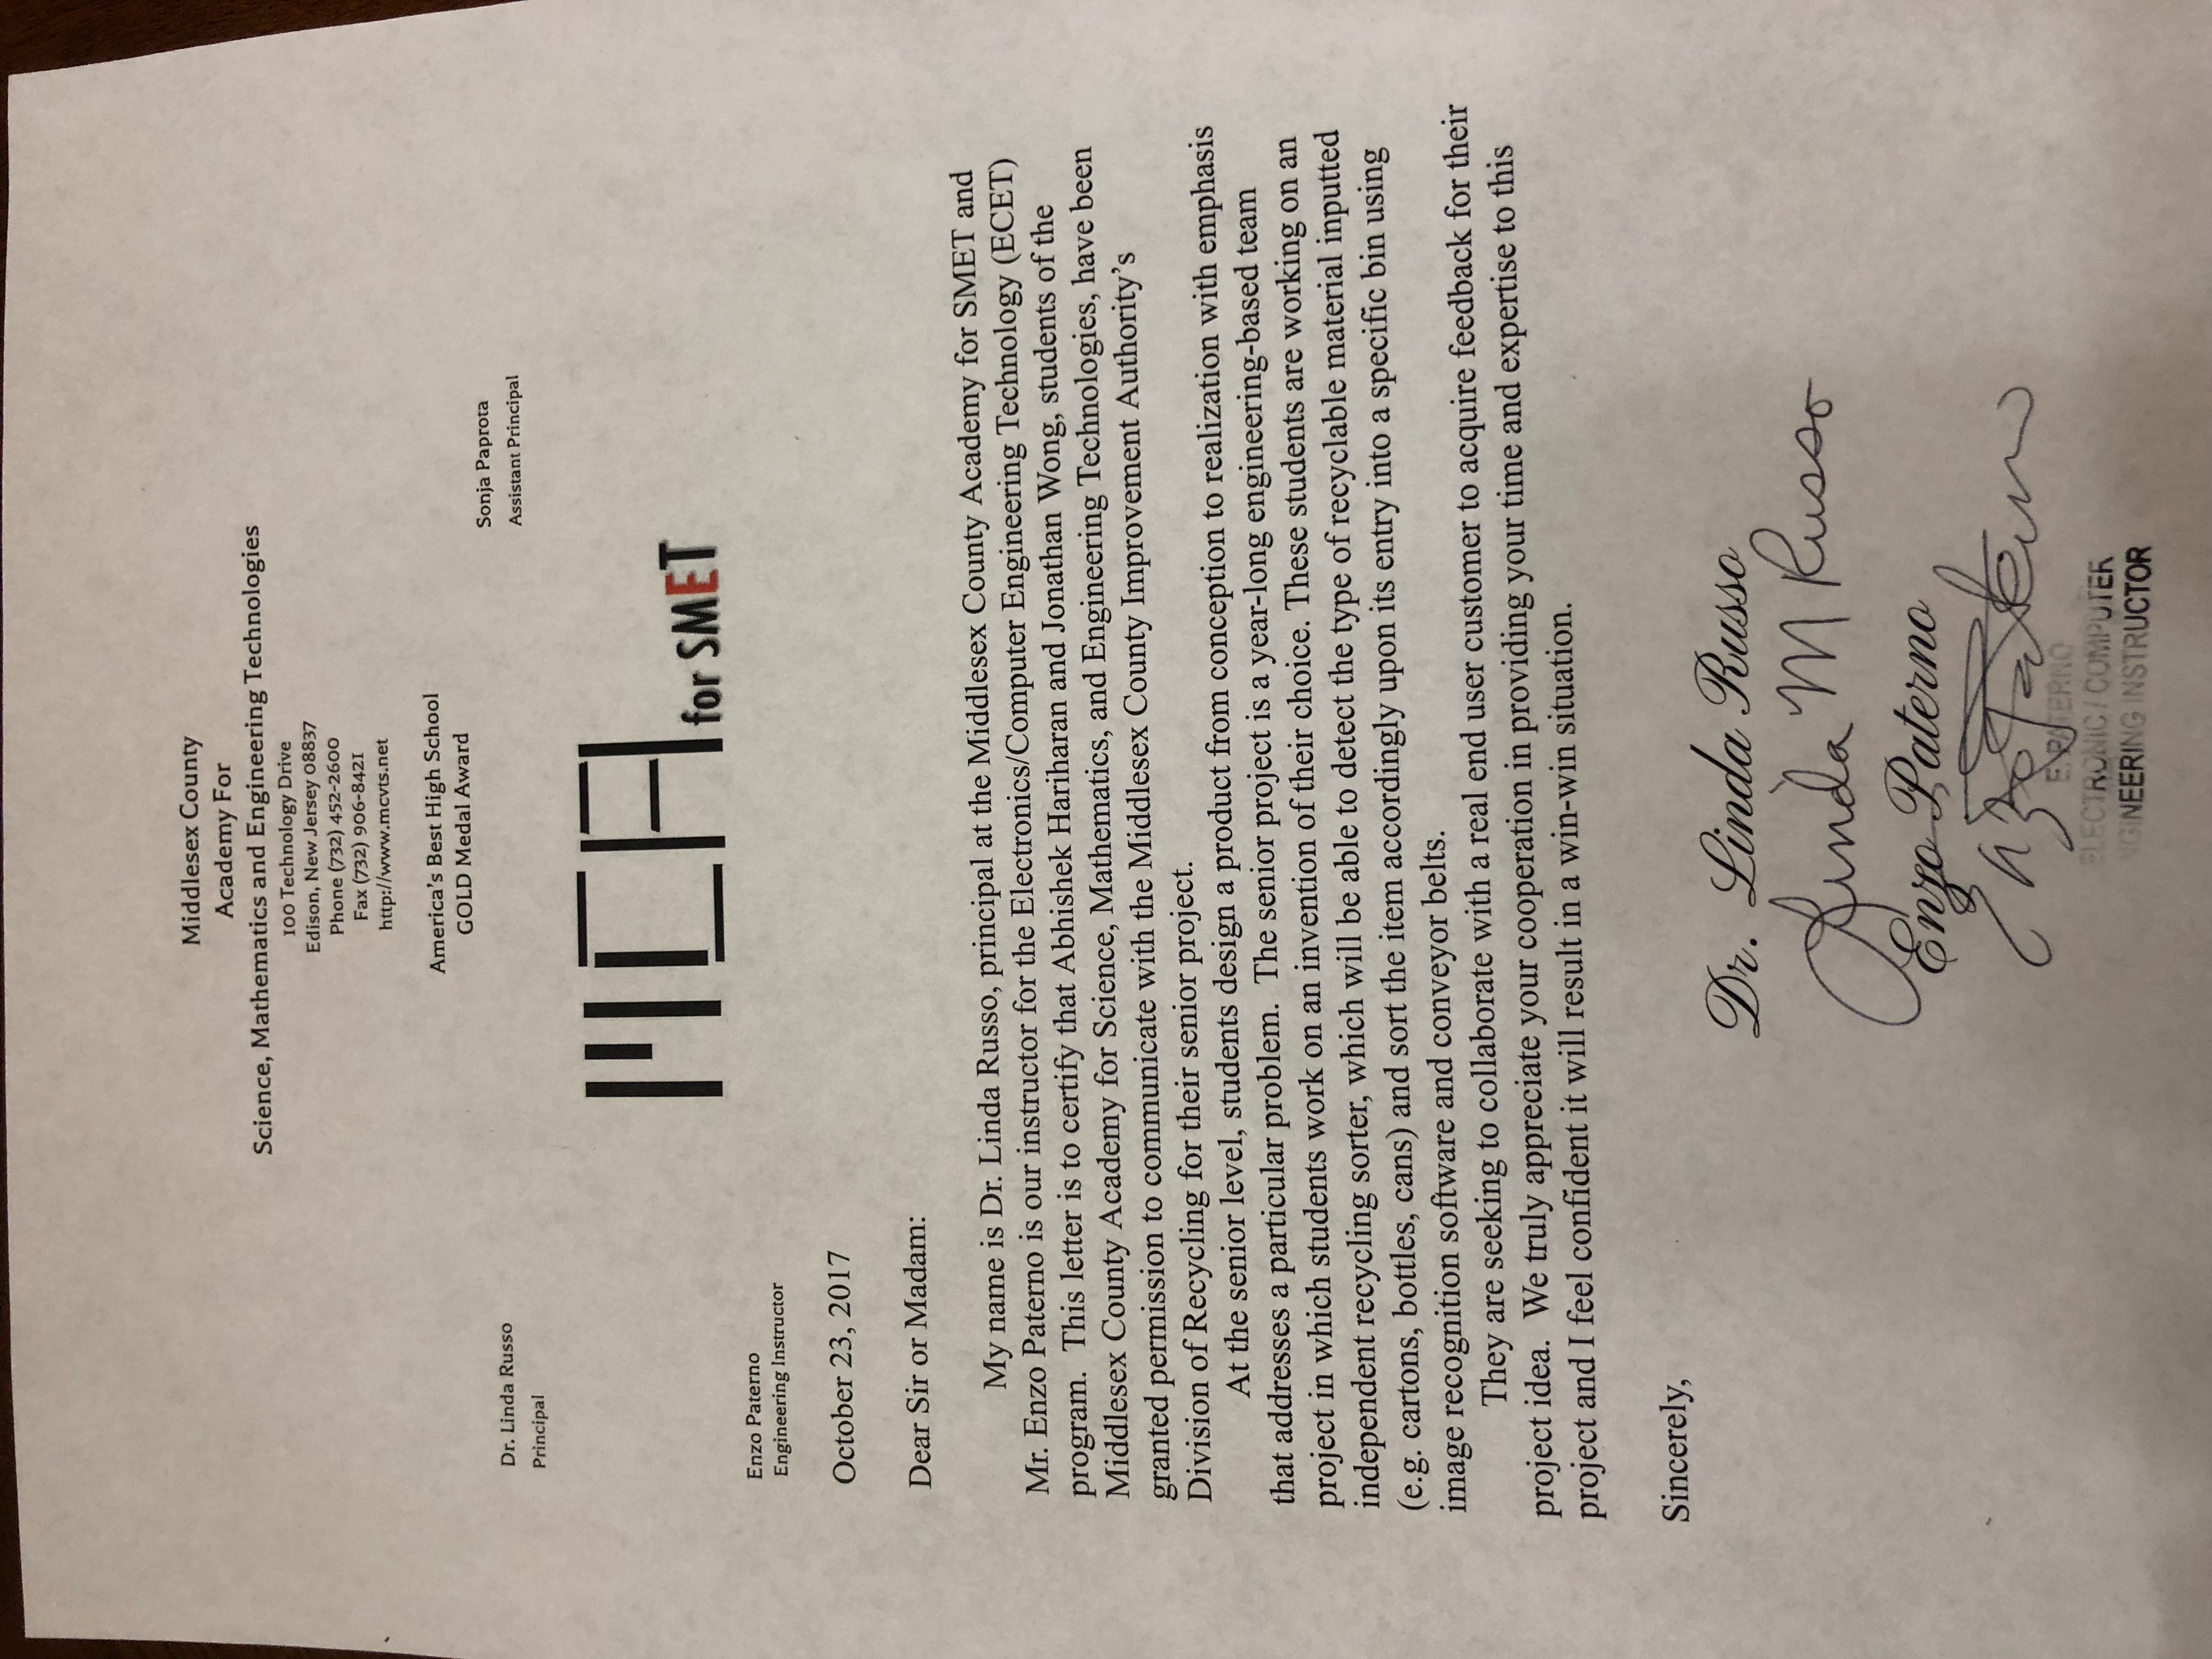 Middlesex County
Academy For
Science, Mathematics and Engineering Technologies
100 Technology Drive
Edison, New Jersey 08837
Phone (732) 452-2600
Fax (732) 906-8421
http://www.mcvts.net
America's Best High School
GOLD Medal Award
Dr. Linda Russo
Principal
Sonja Paprota
Assistant Principal
MCA for SMET
Enzo Paterno
Engineering Instructor
October 23, 2017
Dear Sir or Madam:
My name is Dr. Linda Russo, principal at the Middlesex County Academy for SMET and
Mr. Enzo Paterno is our instructor for the Electronics/Computer Engineering Technology (ECET)
program.  This letter is to certify that Abhishek Hariharan and Jonathan Wong, students of the
Middlesex County Academy for Science, Mathematics, and Engineering Technologies, have been
granted permission to communicate with the Middlesex County Improvement Authority's
Division of Recycling for their senior project.
At the senior level, students design a product from conception to realization with emphasis
that addresses a particular problem.  The senior project is a year-long engineering-based team
project in which students work on an invention of their choice. These students are working on an
independent recycling sorter, which will be able to detect the type of recyclable material inputted
(e.g. cartons, bottles, cans) and sort the item accordingly upon its entry into a specific bin using
image recognition software and conveyor belts.
They are seeking to collaborate with a real end user customer to acquire feedback for their
project idea.  We truly appreciate your cooperation in providing your time and expertise to this
project and I feel confident it will result in a win-win situation.
Sincerely,
Dr. Linda Russo
Linda M Russo
Enzo Paterno
Enzo Paterno
E. PATERNO
ELECTRONIC / COMPUTER
ENGINEERING INSTRUCTOR